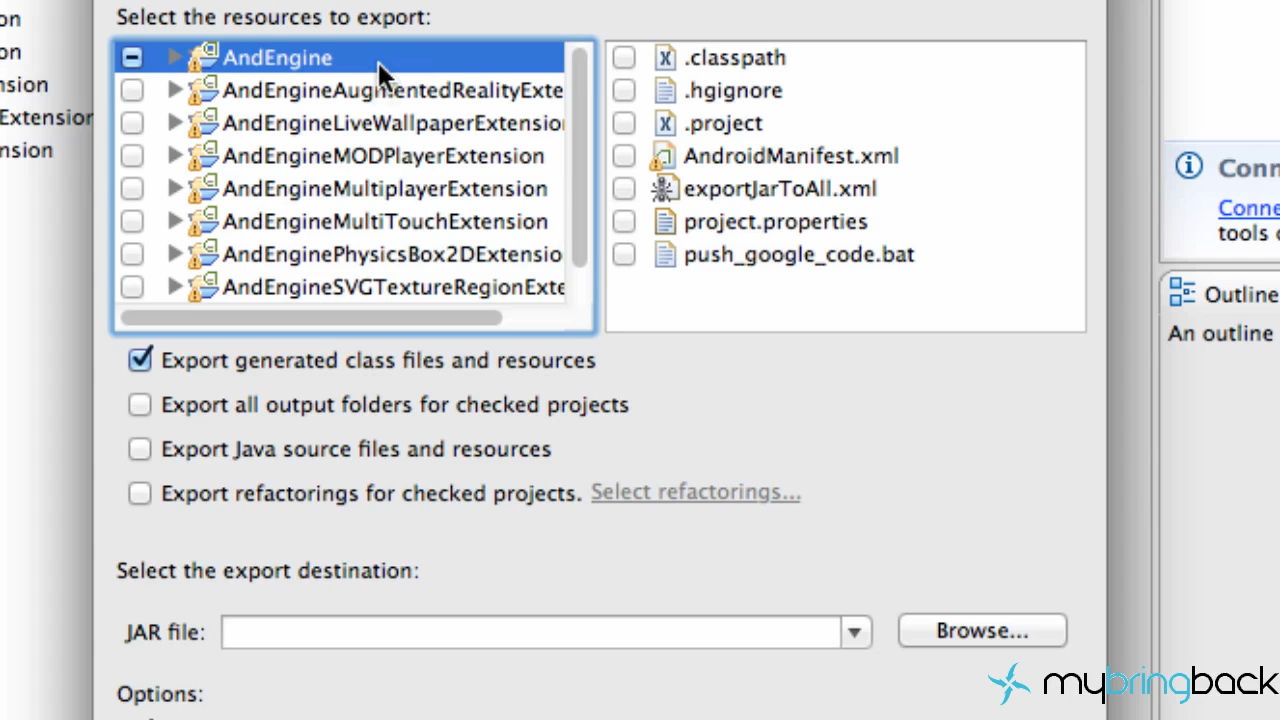 Select the resources to export:
on
on
nsion
Extension
nsion
AndEngine
AndEngineAugmentedRealityExte
AndEngineLiveWallpaperExtension
AndEngineMODPlayerExtension
AndEngineMultiplayerExtension
AndEngineMultiTouchExtension
AndEnginePhysicsBox2DExtensio
AndEngineSVGTextureRegionExte
.classpath
.hgignore
.project
AndroidManifest.xml
exportJarToAll.xml
project.properties
push_google_code.bat
Export generated class files and resources
Export all output folders for checked projects
Export Java source files and resources
Export refactorings for checked projects. Select refactorings...
Select the export destination:
JAR file:
Browse...
Options:
Conn
Conne
tools o
Outline
An outline
mybringback